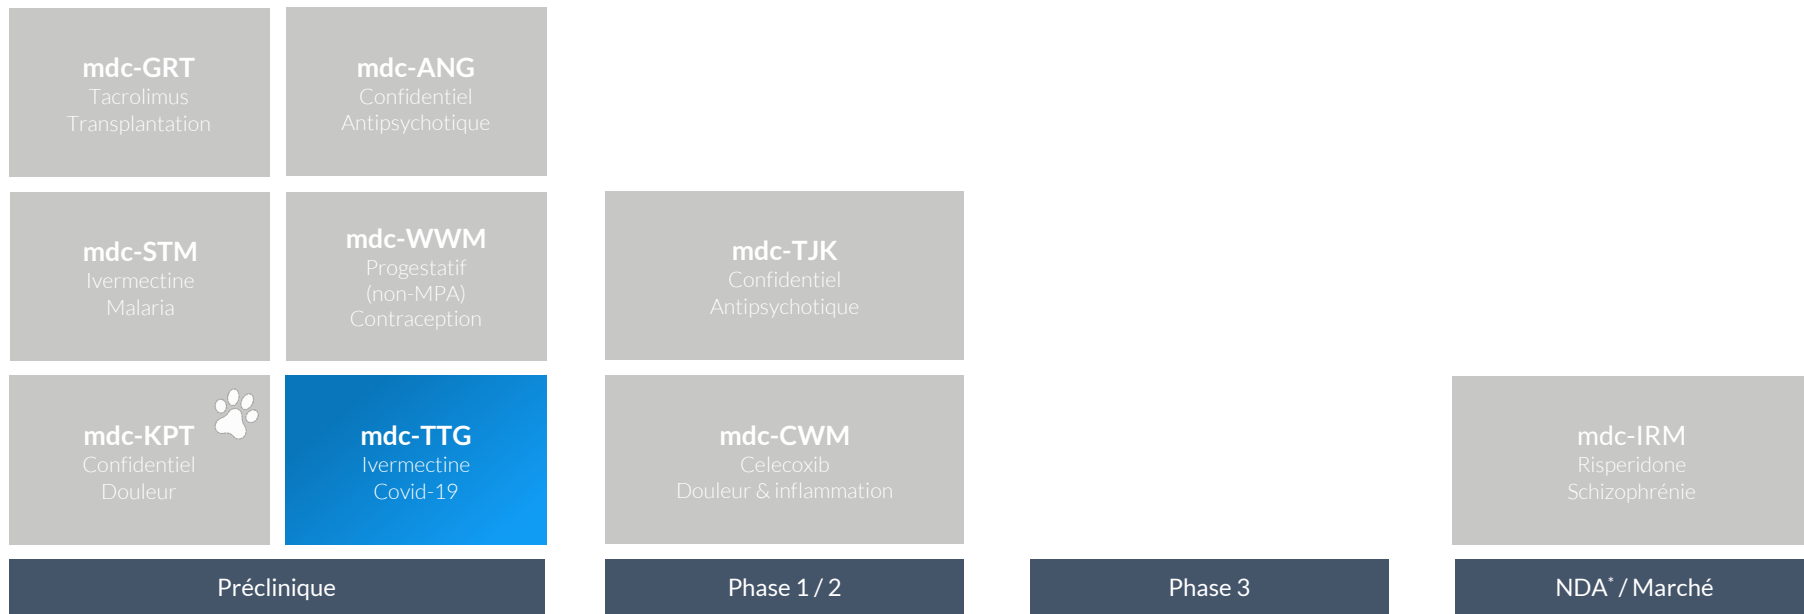 mdc-GRT
Tacrolimus
Transplantation
mdc-ANG
Confidentiel
Antipsychotique
mdc-STM
Ivermectine
Malaria
mdc-WWM
Progestatif
(non-MPA)
Contraception
mdc-TJK
Confidentiel
Antipsychotique
mdc-KPT
Confidentiel
Douleur
mdc-TTG
Ivermectine
Covid-19
mdc-CWM
Celecoxib
Douleur & inflammation
mdc-IRM
Risperidone
Schizophrénie
Préclinique
Phase 1 / 2
Phase 3
NDA* / Marché